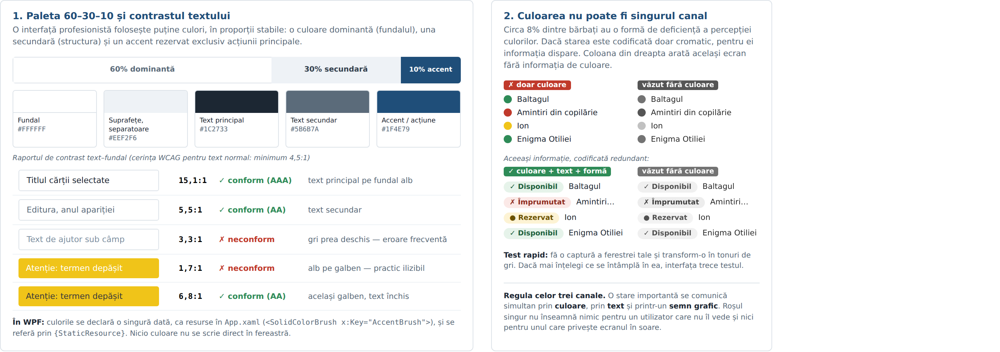 1. Paleta 60–30–10 și contrastul textului
O interfață profesionistă folosește puține culori, în proporții stabile: o culoare dominantă (fundalul), una
secundară (structura) și un accent rezervat exclusiv acțiunii principale.
60% dominantă
30% secundară
10% accent
Fundal
#FFFFFF
Suprafețe,
separatoare
#EEF2F6
Text principal
#1C2733
Text secundar
#5B6B7A
Accent / acțiune
#1F4E79
Raportul de contrast text–fundal (cerința WCAG pentru text normal: minimum 4,5:1)
Titlul cărții selectate 15,1:1 ✓ conform (AAA) text principal pe fundal alb
Editura, anul apariției 5,5:1 ✓ conform (AA) text secundar
Text de ajutor sub câmp 3,3:1 ✗ neconform gri prea deschis — eroare frecventă
Atenție: termen depășit 1,7:1 ✗ neconform alb pe galben — practic ilizibil
Atenție: termen depășit 6,8:1 ✓ conform (AA) același galben, text închis
În WPF: culorile se declară o singură dată, ca resurse în App.xaml (<SolidColorBrush x:Key="AccentBrush">), și se
referă prin {StaticResource}. Nicio culoare nu se scrie direct în fereastră.
2. Culoarea nu poate fi singurul canal
Circa 8% dintre bărbați au o formă de deficiență a percepției
culorilor. Dacă starea este codificată doar cromatic, pentru ei
informația dispare. Coloana din dreapta arată același ecran
fără informația de culoare.
✗ doar culoare văzut fără culoare
Baltagul Baltagul
Amintiri din copilărie Amintiri din copilărie
Ion Ion
Enigma Otiliei Enigma Otiliei
Aceeași informație, codificată redundant:
✓ culoare + text + formă văzut fără culoare
✓ Disponibil Baltagul ✓ Disponibil Baltagul
✗ Împrumutat Amintiri… ✗ Împrumutat Amintiri…
● Rezervat Ion ● Rezervat Ion
✓ Disponibil Enigma Otiliei ✓ Disponibil Enigma Otiliei
Test rapid: fă o captură a ferestrei tale și transform-o în tonuri de
gri. Dacă mai înțelegi ce se întâmplă în ea, interfața trece testul.
Regula celor trei canale. O stare importantă se comunică
simultan prin culoare, prin text și printr-un semn grafic. Roșul
singur nu înseamnă nimic pentru un utilizator care nu îl vede și nici
pentru unul care privește ecranul în soare.